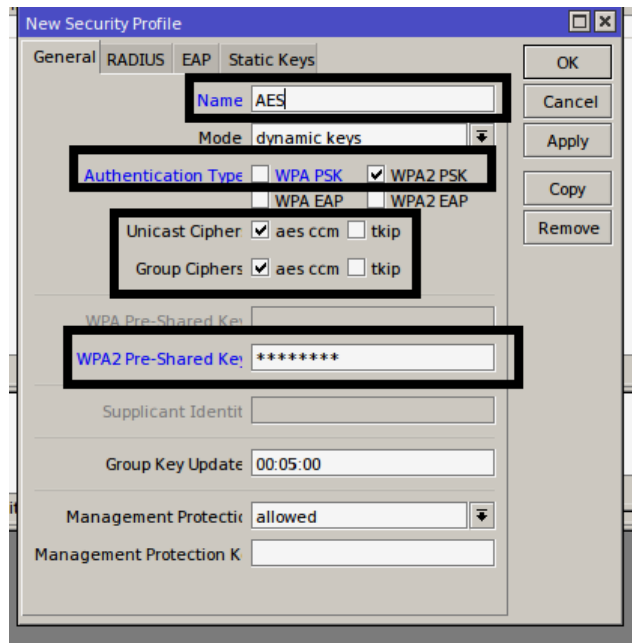 New Security Profile
General RADIUS EAP Static Keys
OK
Name AES
Cancel
Mode dynamic keys
Apply
Authentication Type WPA PSK WPA2 PSK
WPA EAP WPA2 EAP
Copy
Unicast Cipher aes ccm tkip
Remove
Group Ciphers aes ccm tkip
WPA Pre-Shared Key
WPA2 Pre-Shared Key ********
Supplicant Identit
Group Key Update 00:05:00
Management Protectio allowed
Management Protection K